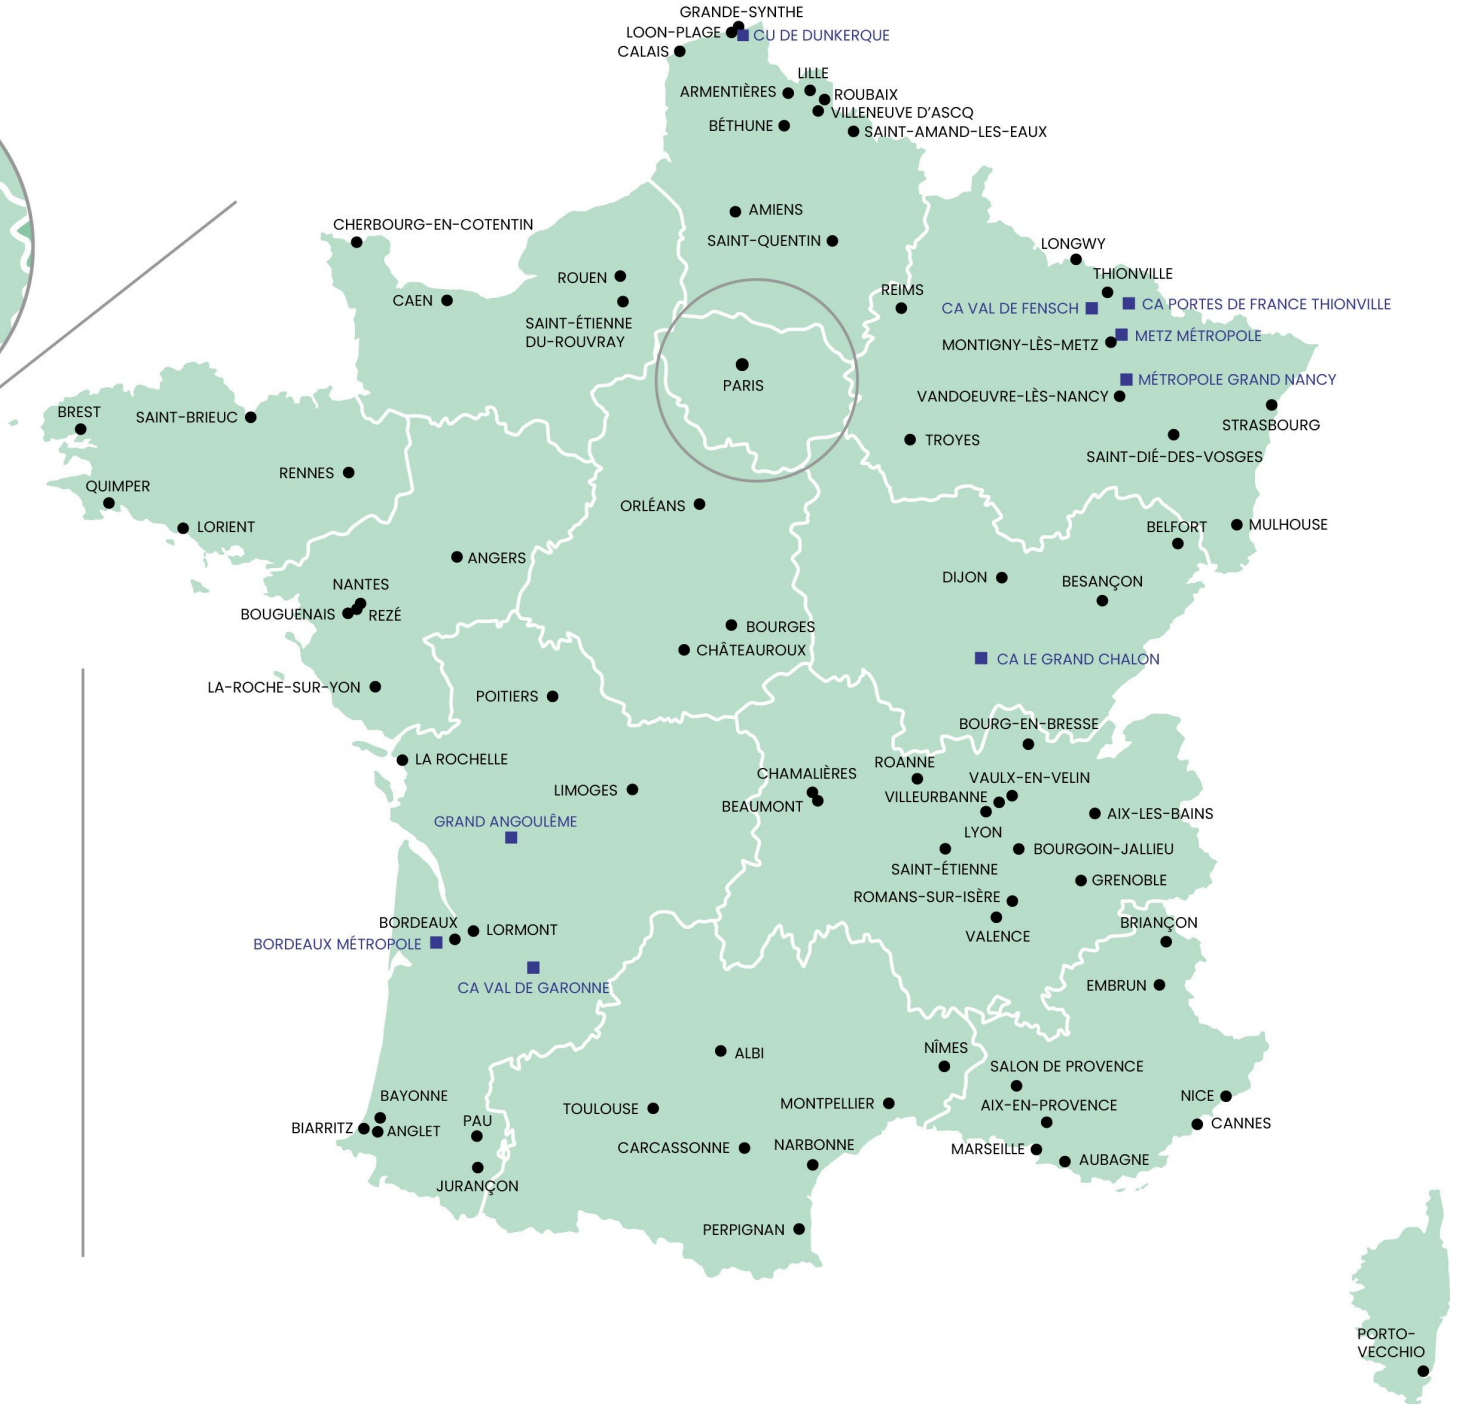 GRANDE-SYNTHE
LOON-PLAGE
CU DE DUNKERQUE
CALAIS
LILLE
ARMENTIÈRES
ROUBAIX
VILLENEUVE D'ASCQ
BÉTHUNE
SAINT-AMAND-LES-EAUX
AMIENS
CHERBOURG-EN-COTENTIN
SAINT-QUENTIN
LONGWY
THIONVILLE
ROUEN
REIMS
CAEN
CA VAL DE FENSCH
CA PORTES DE FRANCE THIONVILLE
SAINT-ÉTIENNE
DU-ROUVRAY
METZ MÉTROPOLE
MONTIGNY-LÈS-METZ
PARIS
MÉTROPOLE GRAND NANCY
VANDOEUVRE-LÈS-NANCY
BREST
SAINT-BRIEUC
STRASBOURG
TROYES
SAINT-DIÉ-DES-VOSGES
RENNES
QUIMPER
ORLÉANS
LORIENT
BELFORT
MULHOUSE
ANGERS
DIJON
BESANÇON
NANTES
BOUGUENAIS
REZÉ
BOURGES
CHÂTEAUROUX
CA LE GRAND CHALON
LA-ROCHE-SUR-YON
POITIERS
BOURG-EN-BRESSE
LA ROCHELLE
ROANNE
CHAMALIÈRES
VAULX-EN-VELIN
LIMOGES
VILLEURBANNE
BEAUMONT
AIX-LES-BAINS
GRAND ANGOULÊME
LYON
BOURGOIN-JALLIEU
SAINT-ÉTIENNE
GRENOBLE
ROMANS-SUR-ISÈRE
BORDEAUX
LORMONT
BRIANÇON
VALENCE
BORDEAUX MÉTROPOLE
CA VAL DE GARONNE
EMBRUN
NÎMES
ALBI
SALON DE PROVENCE
BAYONNE
NICE
MONTPELLIER
AIX-EN-PROVENCE
TOULOUSE
PAU
CANNES
BIARRITZ
ANGLET
NARBONNE
CARCASSONNE
MARSEILLE
AUBAGNE
JURANÇON
PERPIGNAN
PORTO-
VECCHIO